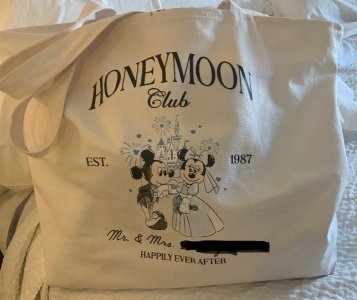 HONEYMOON
Club
EST. 1987
Mr. & Mrs.
HAPPILY EVER AFTER